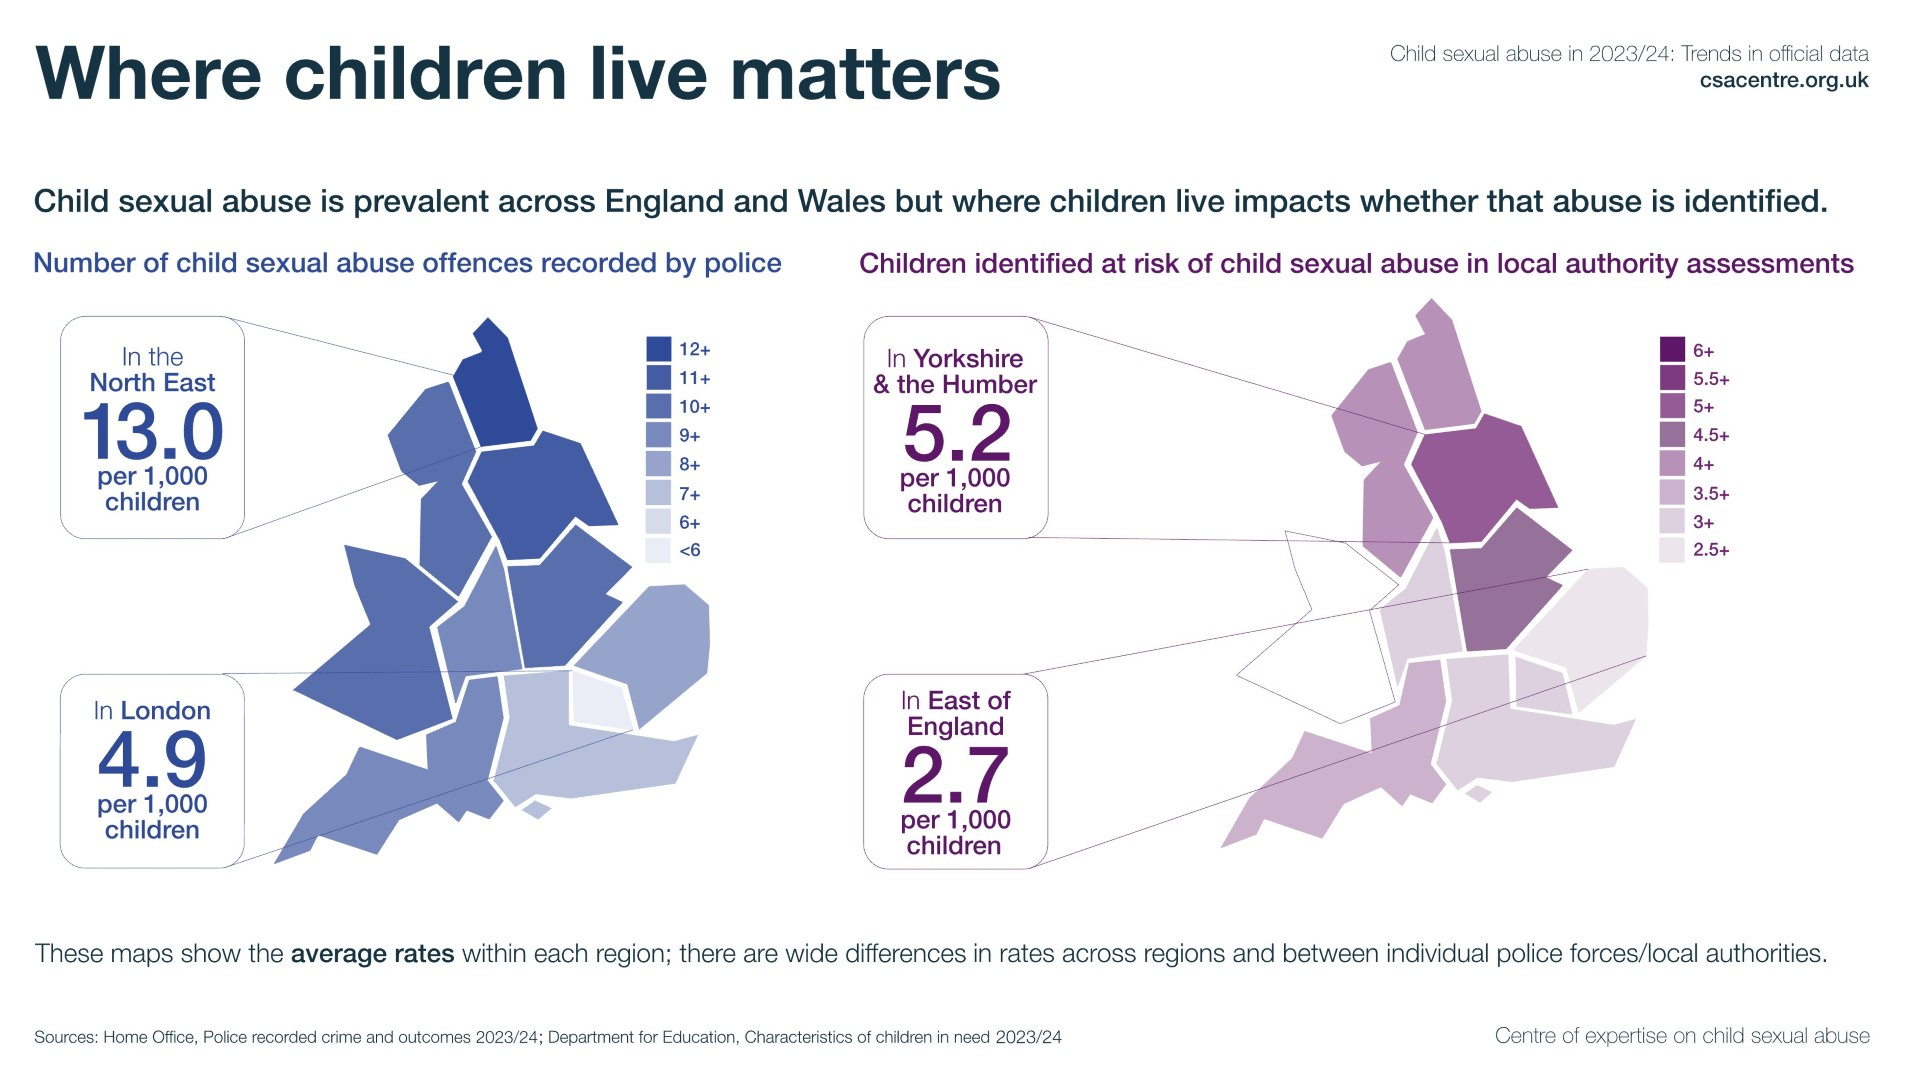 Where children live matters
Child sexual abuse in 2023/24: Trends in official data
csacentre.org.uk
Child sexual abuse is prevalent across England and Wales but where children live impacts whether that abuse is identified.
Number of child sexual abuse offences recorded by police
In the
North East
13.0
per 1,000
children
12+
11+
10+
9+
8+
7+
6+
<6
In London
4.9
per 1,000
children
Children identified at risk of child sexual abuse in local authority assessments
In Yorkshire
& the Humber
5.2
per 1,000
children
6+
5.5+
5+
4.5+
4+
3.5+
3+
2.5+
In East of
England
2.7
per 1,000
children
These maps show the average rates within each region; there are wide differences in rates across regions and between individual police forces/local authorities.
Sources: Home Office, Police recorded crime and outcomes 2023/24; Department for Education, Characteristics of children in need 2023/24
Centre of expertise on child sexual abuse